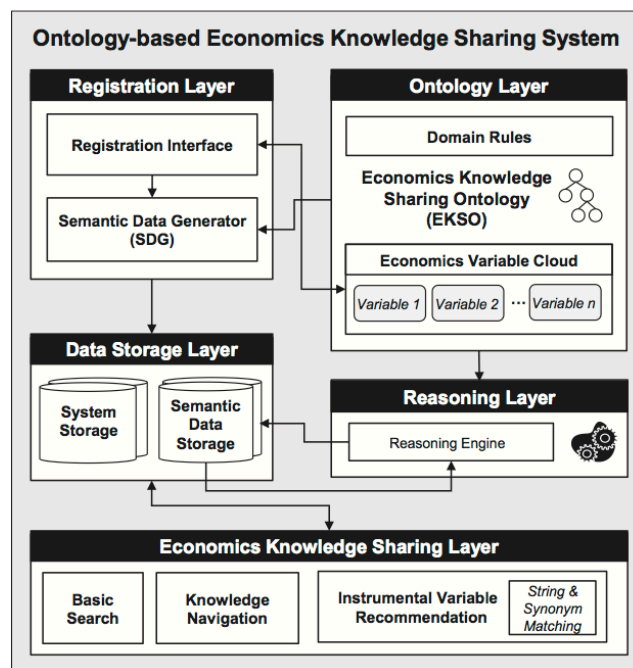 Ontology-based Economics Knowledge Sharing System
Registration Layer
Registration Interface
Semantic Data Generator
(SDG)
Ontology Layer
Domain Rules
Economics Knowledge
Sharing Ontology
(EKSO)
Economics Variable Cloud
Variable 1 Variable 2 ... Variable n
Data Storage Layer
System
Storage
Semantic
Data
Storage
Reasoning Layer
Reasoning Engine
Economics Knowledge Sharing Layer
Basic
Search
Knowledge
Navigation
Instrumental Variable
Recommendation
String &
Synonym
Matching